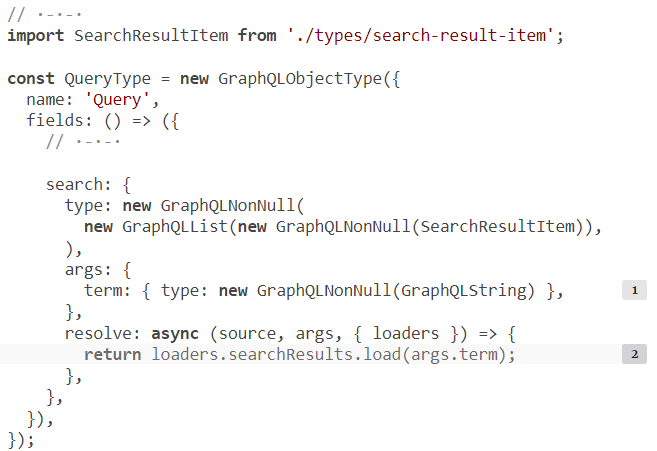 // ·-·-·
import SearchResultItem from './types/search-result-item';

const QueryType = new GraphQLObjectType({
  name: 'Query',
  fields: () => ({
    // ·-·-·

    search: {
      type: new GraphQLNonNull(
        new GraphQLList(new GraphQLNonNull(SearchResultItem)),
      ),
      args: {
        term: { type: new GraphQLNonNull(GraphQLString) }, 1
      },
      resolve: async (source, args, { loaders }) => {
        return loaders.searchResults.load(args.term); 2
      },
    },
  }),
});